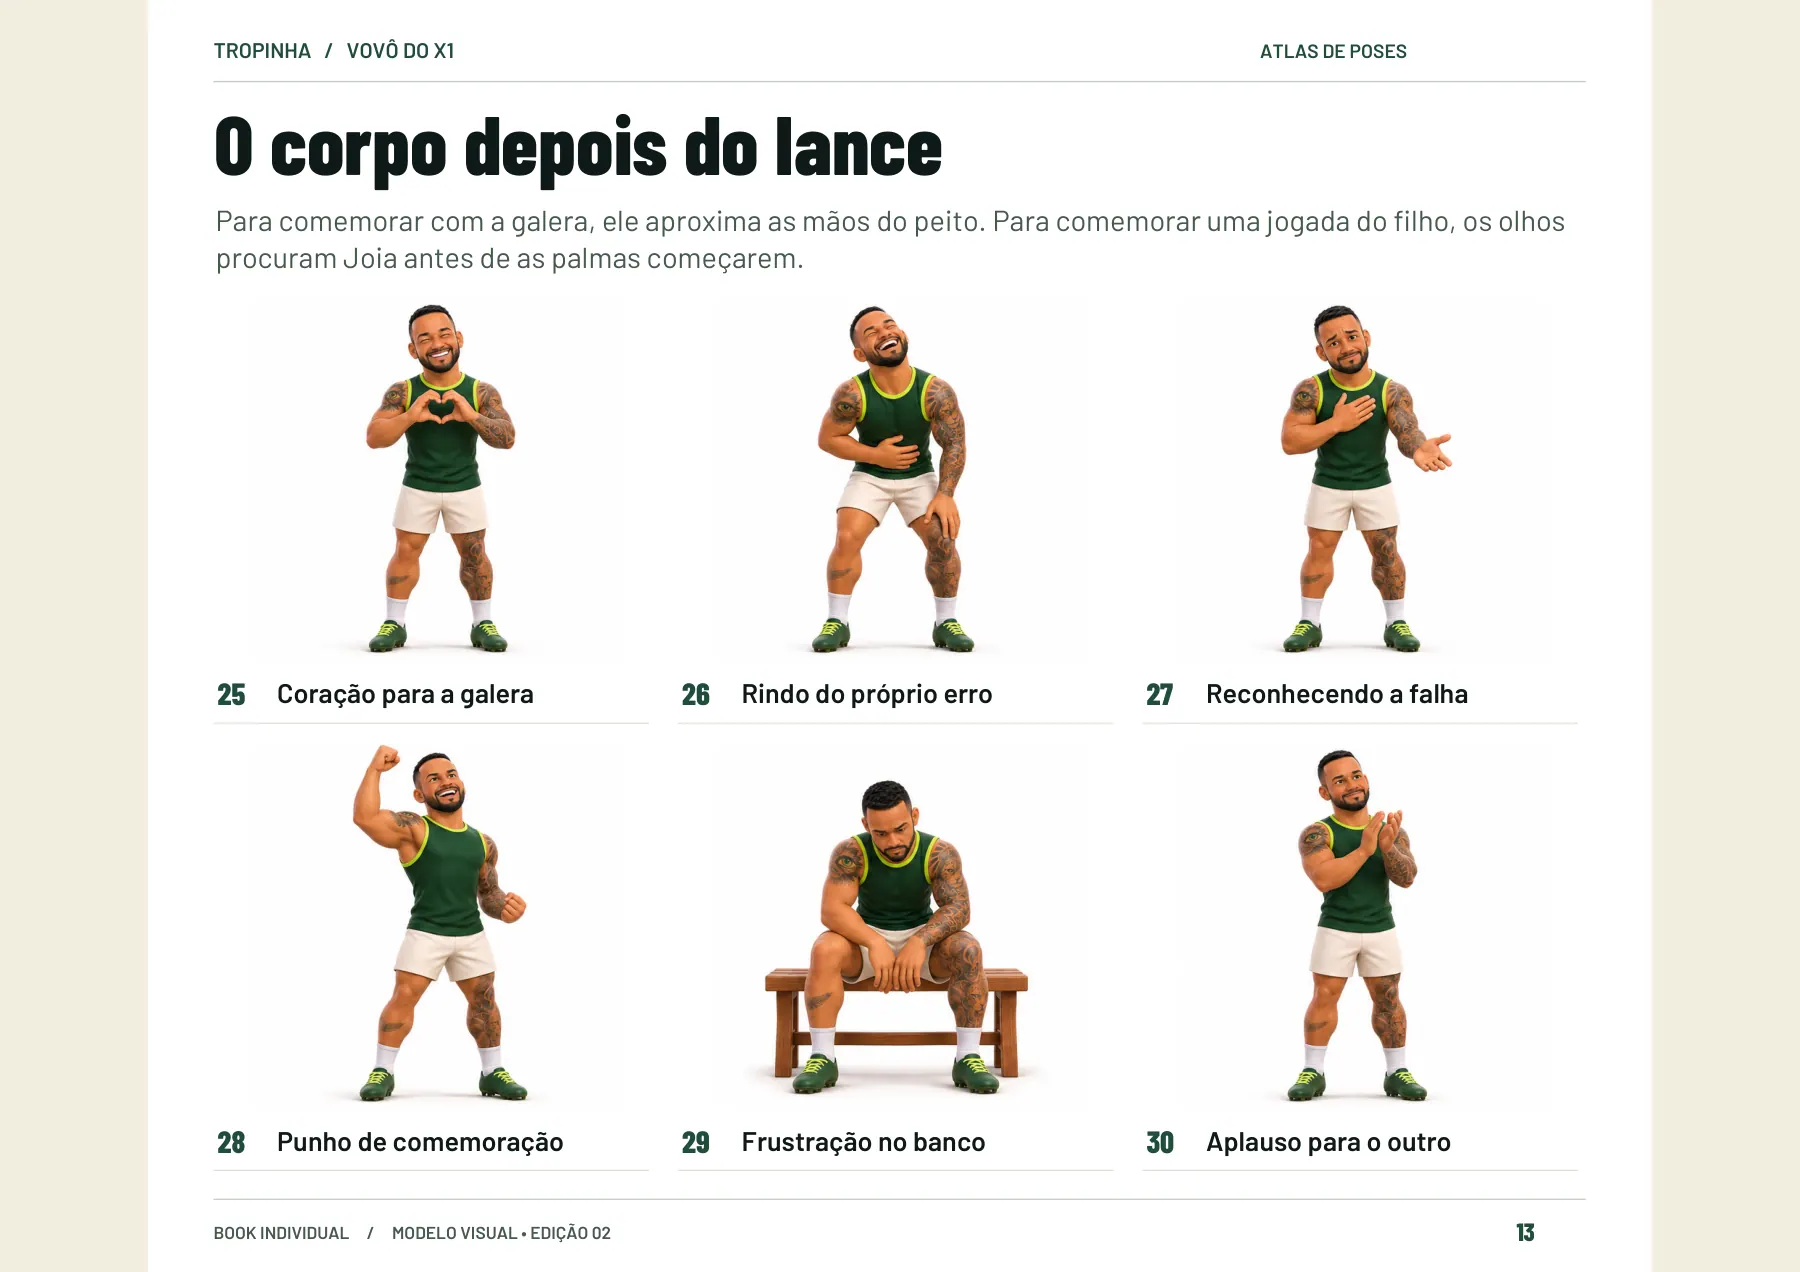 TROPINHA / VOVÔ DO X1
ATLAS DE POSES
O corpo depois do lance
Para comemorar com a galera, ele aproxima as mãos do peito. Para comemorar uma jogada do filho, os olhos
procuram Joia antes de as palmas começarem.
25 Coração para a galera
26 Rindo do próprio erro
27 Reconhecendo a falha
28 Punho de comemoração
29 Frustração no banco
30 Aplauso para o outro
BOOK INDIVIDUAL / MODELO VISUAL • EDIÇÃO 02
13